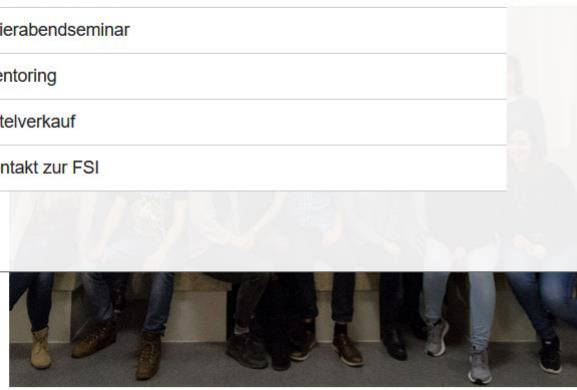 ierabendseminar
entoring
telverkauf
ntakt zur FSI